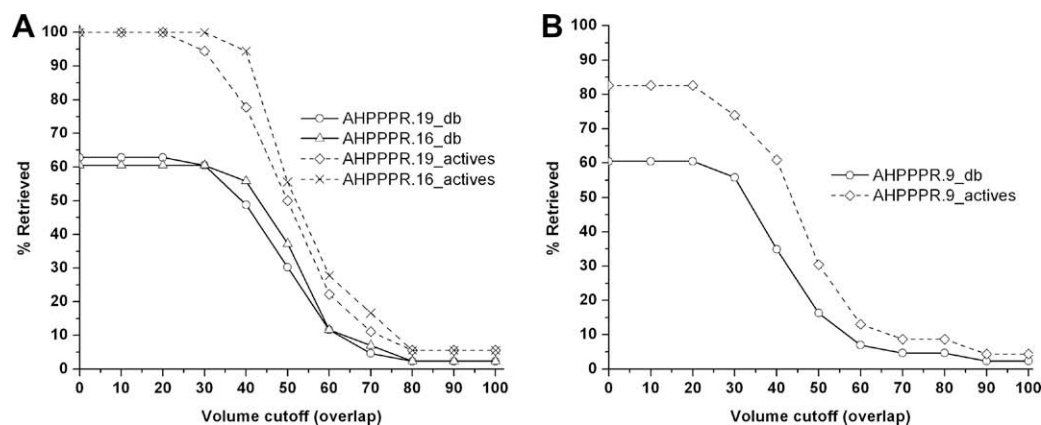 A
% Retrieved
100
90
80
70
60
50
40
30
20
10
0
AHPPPR.19_db
AHPPPR.16_db
AHPPPR.19_actives
AHPPPR.16_actives
0 10 20 30 40 50 60 70 80 90 100
Volume cutoff (overlap)
B
% Retrieved
100
90
80
70
60
50
40
30
20
10
0
AHPPPR.9_db
AHPPPR.9_actives
0 10 20 30 40 50 60 70 80 90 100
Volume cutoff (overlap)